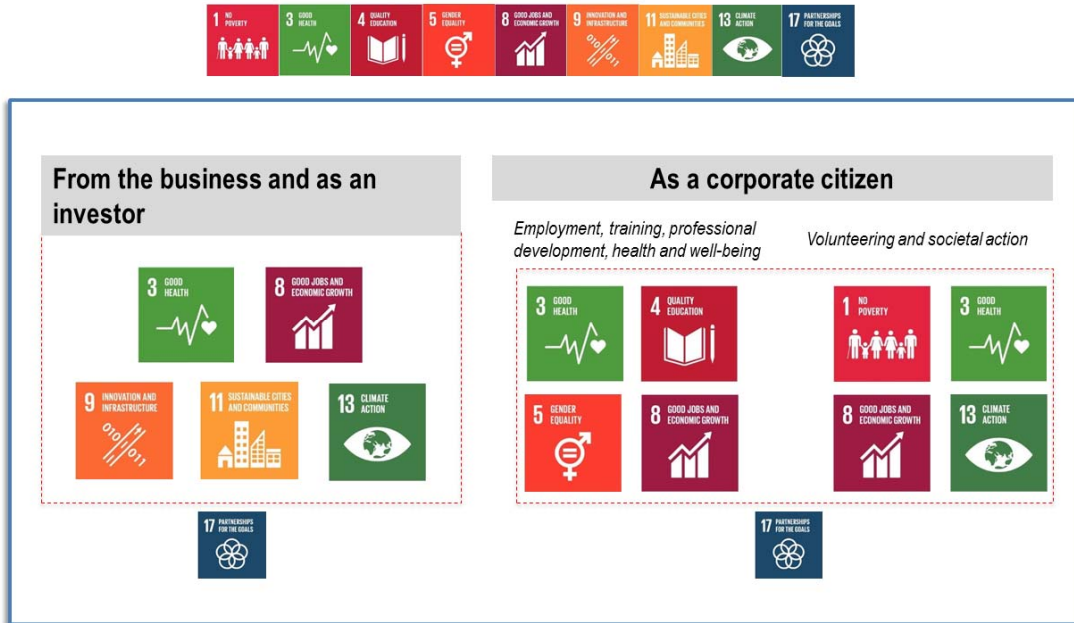 1 NO
POVERTY
3 GOOD
HEALTH
4 QUALITY
EDUCATION
5 GENDER
EQUALITY
8 GOOD JOBS AND
ECONOMIC GROWTH
9 INNOVATION AND
INFRASTRUCTURE
010
011
11 SUSTAINABLE CITIES
AND COMMUNITIES
13 CLIMATE
ACTION
17 PARTNERSHIPS
FOR THE GOALS
From the business and as an
investor
3 GOOD
HEALTH
8 GOOD JOBS AND
ECONOMIC GROWTH
9 INNOVATION AND
INFRASTRUCTURE
010
011
11 SUSTAINABLE CITIES
AND COMMUNITIES
13 CLIMATE
ACTION
17 PARTNERSHIPS
FOR THE GOALS
As a corporate citizen
Employment, training, professional
development, health and well-being
3 GOOD
HEALTH
4 QUALITY
EDUCATION
5 GENDER
EQUALITY
8 GOOD JOBS AND
ECONOMIC GROWTH
Volunteering and societal action
1 NO
POVERTY
3 GOOD
HEALTH
8 GOOD JOBS AND
ECONOMIC GROWTH
13 CLIMATE
ACTION
17 PARTNERSHIPS
FOR THE GOALS